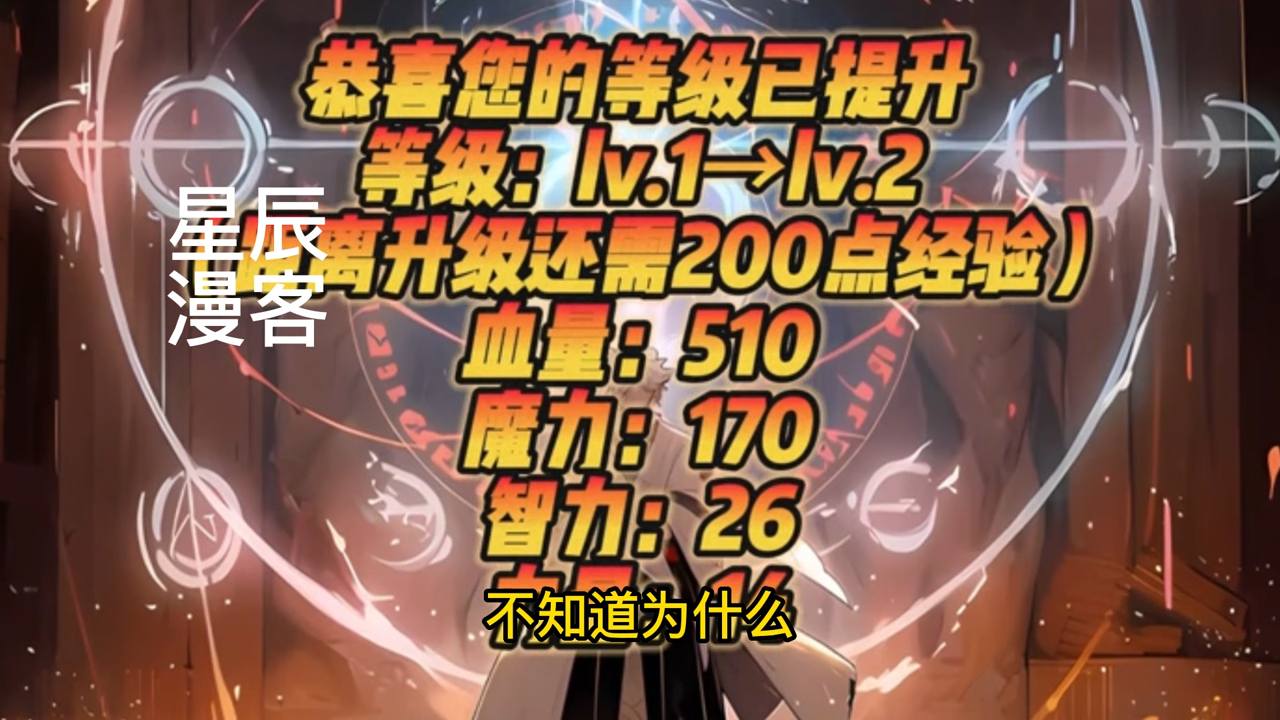 恭喜您的等级已提升
等级：lv.1→lv.2
离升级还需200点经验）
星辰
漫客
血量：510
魔力：170
智力：26
不知道为什么